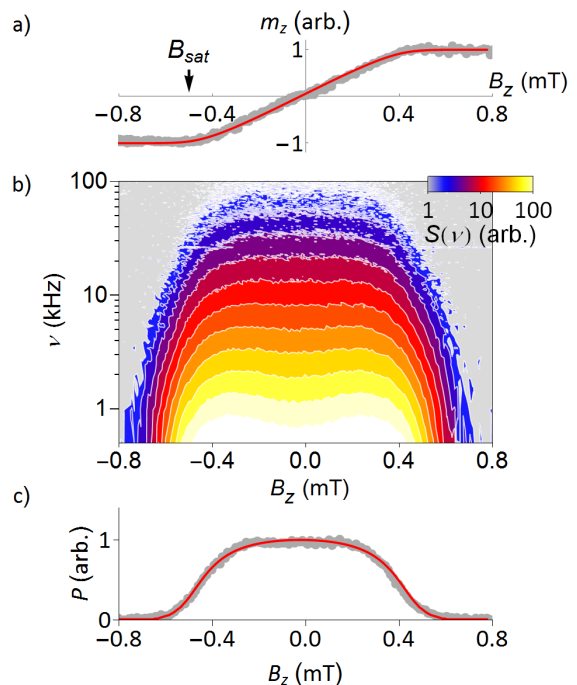 a)
m_z (arb.)
1
B_sat
B_z (mT)
−0.8 −0.4 0.0 0.4 0.8
−1
b)
100
10
1
ν (kHz)
1 10 100
S(ν) (arb.)
−0.8 −0.4 0.0 0.4 0.8
B_z (mT)
c)
1
0
P (arb.)
−0.8 −0.4 0.0 0.4 0.8
B_z (mT)